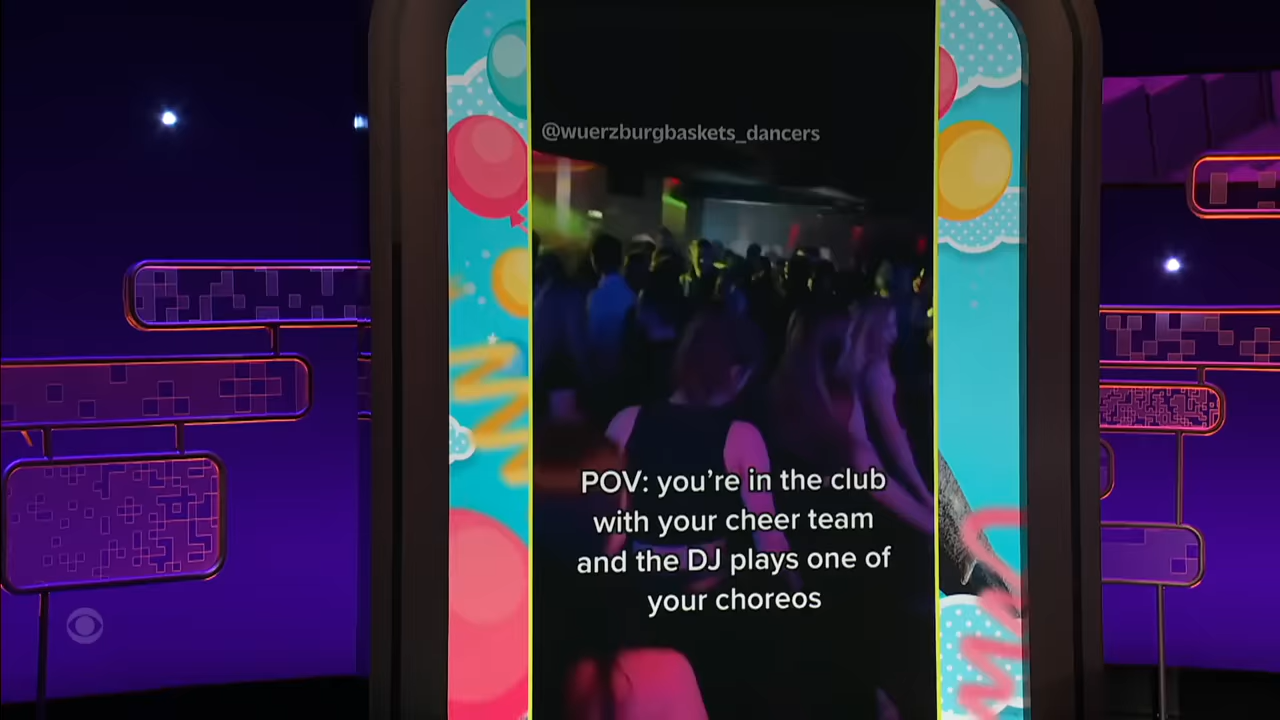 @wuerzburgbaskets_dancers
POV: you're in the club
with your cheer team
and the DJ plays one of
your choreos